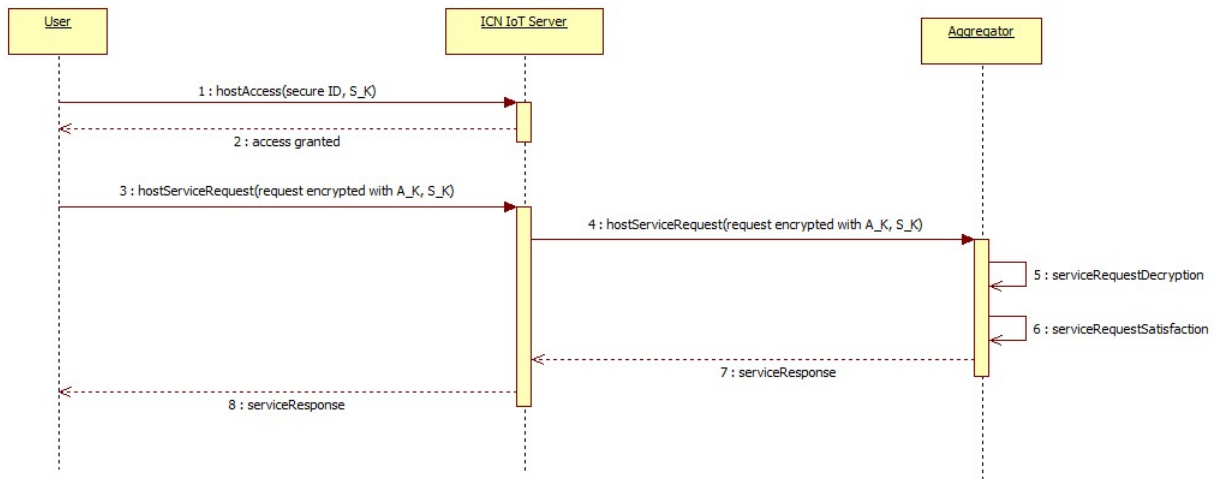 User
ICN IoT Server
Aggregator
1 : hostAccess(secure ID, S_K)
2 : access granted
3 : hostServiceRequest(request encrypted with A_K, S_K)
4 : hostServiceRequest(request encrypted with A_K, S_K)
5 : serviceRequestDecryption
6 : serviceRequestSatisfaction
7 : serviceResponse
8 : serviceResponse